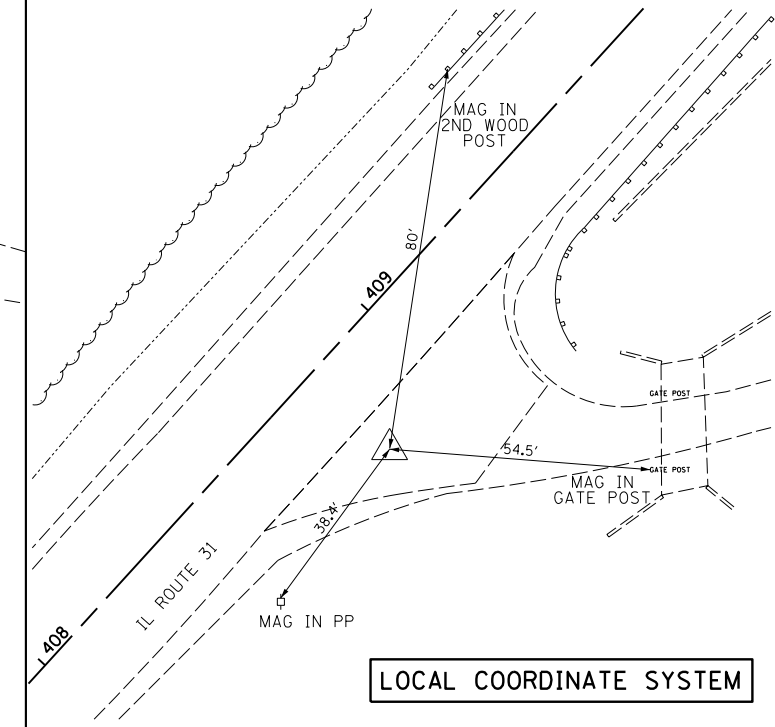 MAG IN
2ND WOOD
POST
80'
409
GATE POST
54.5'
GATE POST
MAG IN
GATE POST
38.4'
IL ROUTE 31
MAG IN PP
408
LOCAL COORDINATE SYSTEM